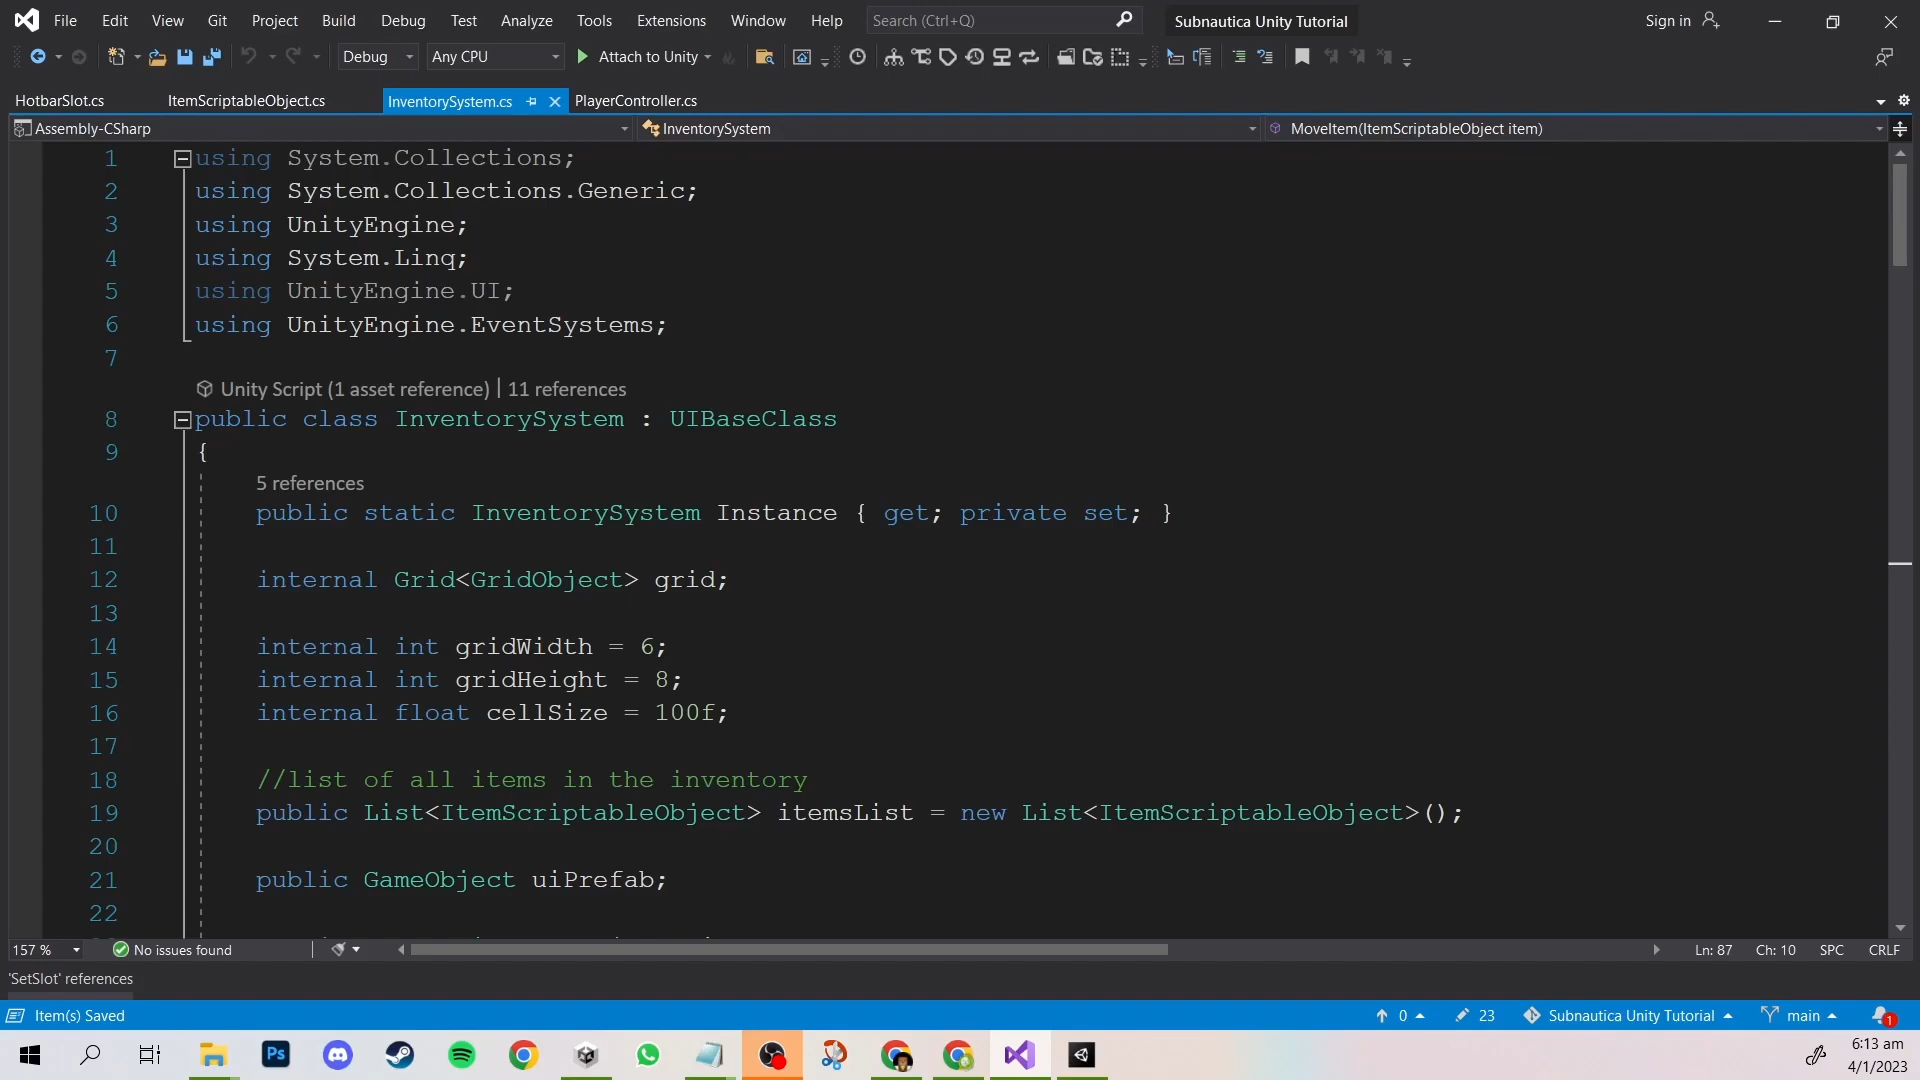 File Edit View Git Project Build Debug Test Analyze Tools Extensions Window Help Search (Ctrl+Q) Subnautica Unity Tutorial Sign in
Debug Any CPU Attach to Unity
HotbarSlot.cs ItemScriptableObject.cs InventorySystem.cs PlayerController.cs
Assembly-CSharp InventorySystem MoveItem(ItemScriptableObject item)
1 using System.Collections;
2 using System.Collections.Generic;
3 using UnityEngine;
4 using System.Linq;
5 using UnityEngine.UI;
6 using UnityEngine.EventSystems;
7
Unity Script (1 asset reference) | 11 references
8 public class InventorySystem : UIBaseClass
9 {
5 references
10 public static InventorySystem Instance { get; private set; }
11
12 internal Grid<GridObject> grid;
13
14 internal int gridWidth = 6;
15 internal int gridHeight = 8;
16 internal float cellSize = 100f;
17
18 //list of all items in the inventory
19 public List<ItemScriptableObject> itemsList = new List<ItemScriptableObject>();
20
21 public GameObject uiPrefab;
22
157 % No issues found Ln: 87 Ch: 10 SPC CRLF
'SetSlot' references
Item(s) Saved 0 23 Subnautica Unity Tutorial main 1
Ps
6:13 am
4/1/2023